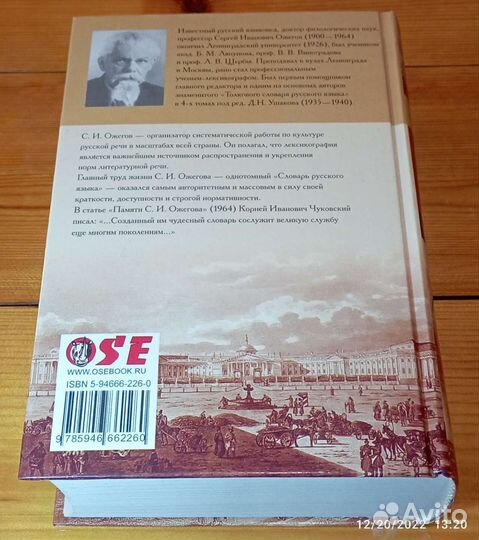 Известный русский языковед, доктор филологических наук,
профессор Сергей Иванович Ожегов (1900—1964)
окончил Ленинградский университет (1926), был учеником
акад. Б. М. Ляпунова, проф. В. В. Виноградова
и проф. Л. В. Щербы. Преподавал в вузах Ленинграда
и Москвы, рано стал профессиональным
ученым-лексикографом. Был первым помощником
главного редактора и одним из основных авторов
знаменитого «Толкового словаря русского языка»
в 4-х томах под ред. Д.Н. Ушакова (1935—1940).
С. И. Ожегов — организатор систематической работы по культуре
русской речи в масштабах всей страны. Он полагал, что лексикография
является важнейшим источником распространения и укрепления
норм литературной речи.
Главный труд жизни С. И. Ожегова — однотомный «Словарь русского
языка» — оказался самым авторитетным и массовым в силу своей
краткости, доступности и строгой нормативности.
В статье «Памяти С. И. Ожегова» (1964) Корней Иванович Чуковский
писал: «...Созданный им чудесный словарь сослужит великую службу
еще многим поколениям...»
OSE
WWW.OSEBOOK.RU
ISBN 5-94666-226-0
9 785946 662260
Avito
12/20/2022 13:20